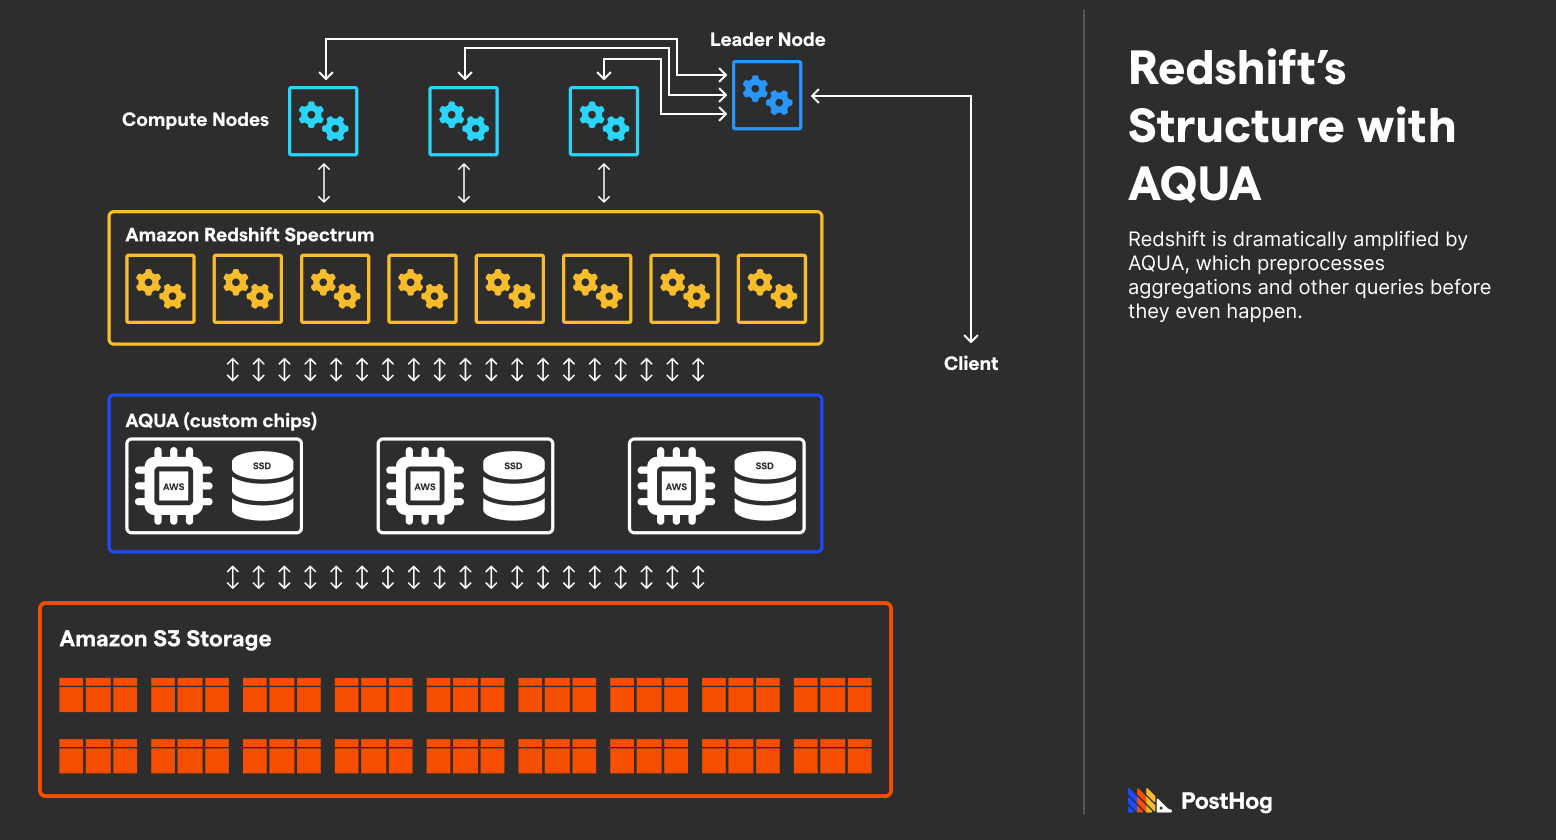 Leader Node
Compute Nodes
Amazon Redshift Spectrum
AQUA (custom chips)
AWS
SSD
AWS
SSD
AWS
SSD
Amazon S3 Storage
Client
Redshift’s
Structure with
AQUA
Redshift is dramatically amplified by
AQUA, which preprocesses
aggregations and other queries before
they even happen.
PostHog